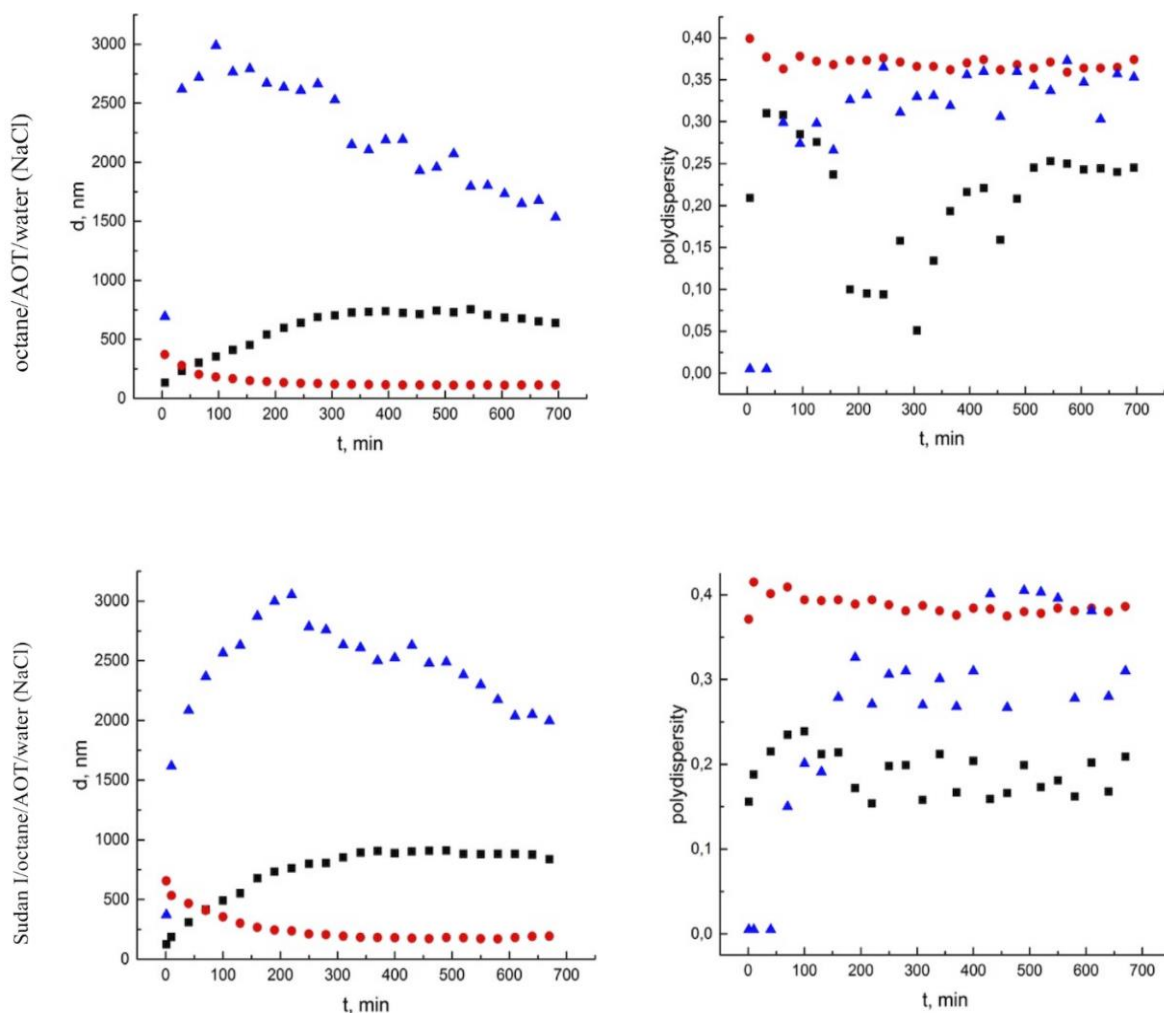 octane/AOT/water (NaCl)
d, nm
3000
2500
2000
1500
1000
500
0
0 100 200 300 400 500 600 700
t, min
polydispersity
0,40
0,35
0,30
0,25
0,20
0,15
0,10
0,05
0,00
0 100 200 300 400 500 600 700
t, min
Sudan I/octane/AOT/water (NaCl)
d, nm
3000
2500
2000
1500
1000
500
0
0 100 200 300 400 500 600 700
t, min
polydispersity
0,4
0,3
0,2
0,1
0,0
0 100 200 300 400 500 600 700
t, min